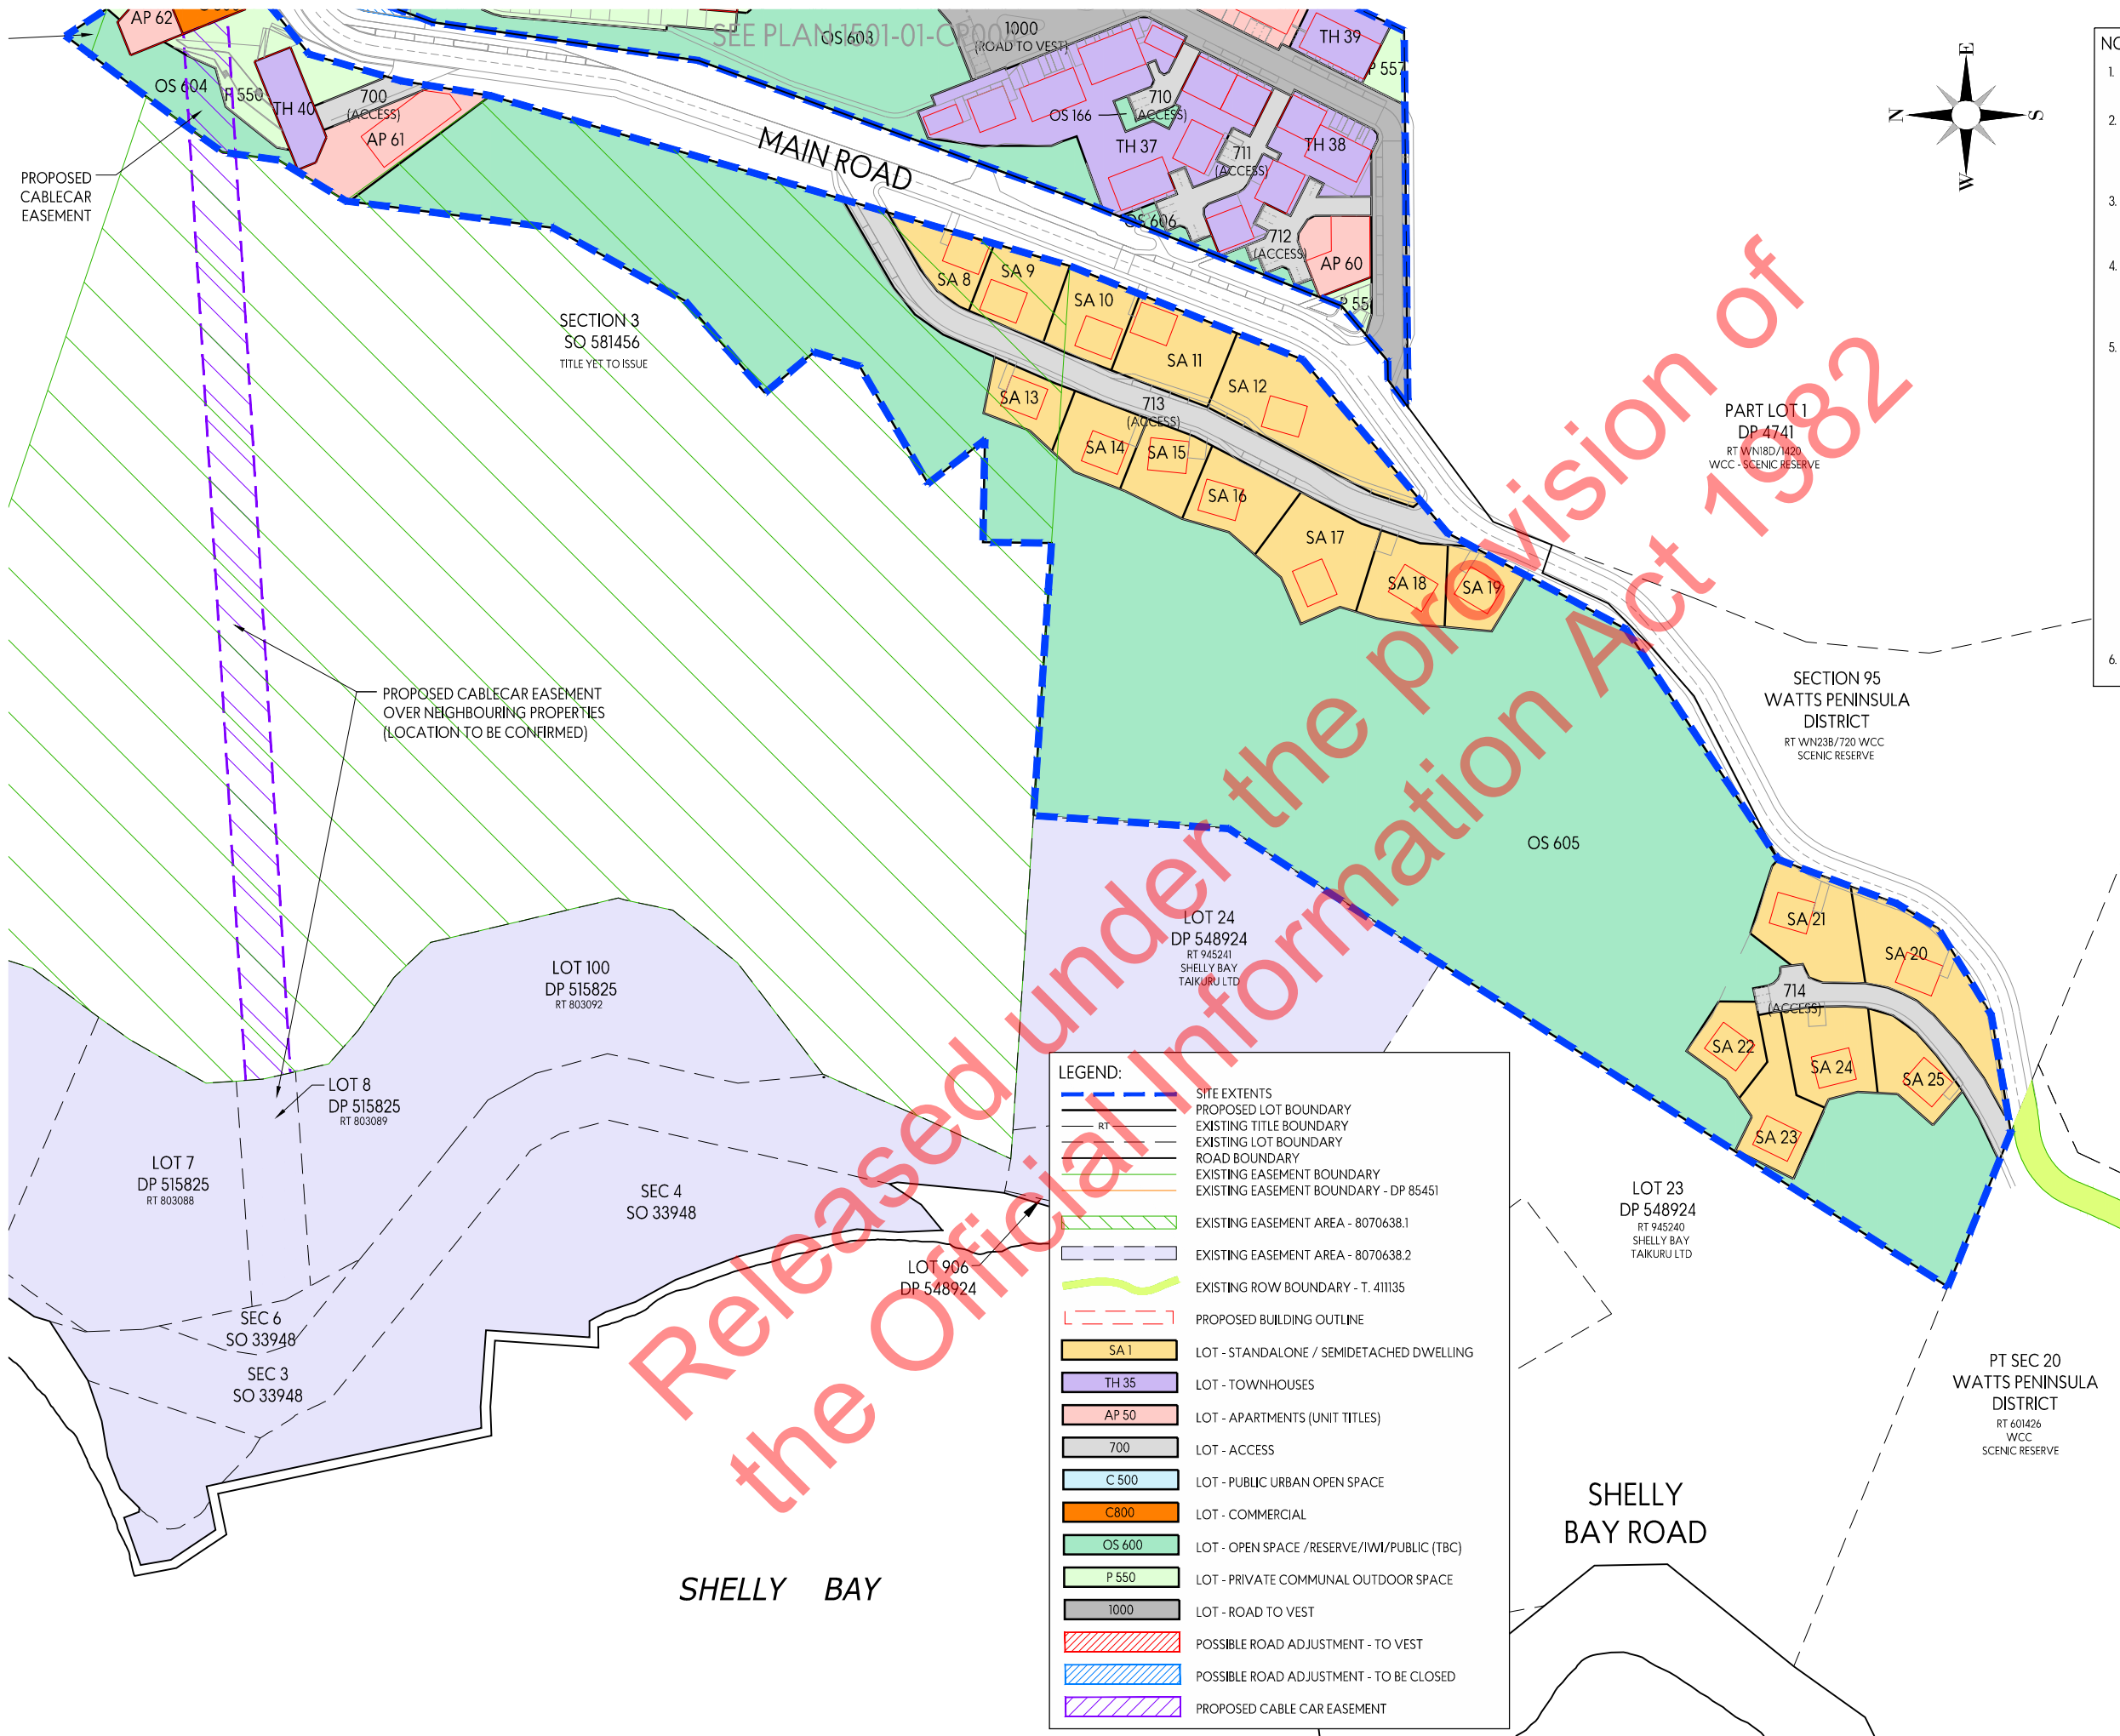 AP 62
SEE PLAN 1501-01-CP004
OS 603
1000
(ROAD TO VEST)
TH 39
P 557
NO
1.
2.
3.
4.
5.
6.
E
N
S
W
OS 604
P 550
TH 40
700
(ACCESS)
AP 61
OS 166
710
(ACCESS)
TH 37
711
(ACCESS)
TH 38
MAIN ROAD
PROPOSED
CABLECAR
EASEMENT
OS 606
712
(ACCESS)
AP 60
SA 8
SA 9
SA 10
SA 11
SA 12
SECTION 3
SO 581456
TITLE YET TO ISSUE
SA 13
713
(ACCESS)
SA 14
SA 15
SA 16
SA 17
SA 18
SA 19
PART LOT 1
DP 4741
RT WN18D/1420
WCC - SCENIC RESERVE
PROPOSED CABLECAR EASEMENT
OVER NEIGHBOURING PROPERTIES
(LOCATION TO BE CONFIRMED)
SECTION 95
WATTS PENINSULA
DISTRICT
RT WN23B/720 WCC
SCENIC RESERVE
OS 605
LOT 24
DP 548924
RT 945241
SHELLY BAY
TAIKURU LTD
SA 21
SA 20
714
(ACCESS)
SA 22
SA 24
SA 25
SA 23
LOT 100
DP 515825
RT 803092
LOT 8
DP 515825
RT 803089
LOT 7
DP 515825
RT 803088
SEC 4
SO 33948
LOT 906
DP 548924
SEC 6
SO 33948
SEC 3
SO 33948
LOT 23
DP 548924
RT 945240
SHELLY BAY
TAIKURU LTD
PT SEC 20
WATTS PENINSULA
DISTRICT
RT 601426
WCC
SCENIC RESERVE
SHELLY
BAY ROAD
SHELLY BAY
LEGEND:
SITE EXTENTS
PROPOSED LOT BOUNDARY
RT EXISTING TITLE BOUNDARY
EXISTING LOT BOUNDARY
ROAD BOUNDARY
EXISTING EASEMENT BOUNDARY
EXISTING EASEMENT BOUNDARY - DP 85451
EXISTING EASEMENT AREA - 8070638.1
EXISTING EASEMENT AREA - 8070638.2
EXISTING ROW BOUNDARY - T. 411135
PROPOSED BUILDING OUTLINE
SA 1 LOT - STANDALONE / SEMIDETACHED DWELLING
TH 35 LOT - TOWNHOUSES
AP 50 LOT - APARTMENTS (UNIT TITLES)
700 LOT - ACCESS
C 500 LOT - PUBLIC URBAN OPEN SPACE
C800 LOT - COMMERCIAL
OS 600 LOT - OPEN SPACE /RESERVE/IWI/PUBLIC (TBC)
P 550 LOT - PRIVATE COMMUNAL OUTDOOR SPACE
1000 LOT - ROAD TO VEST
POSSIBLE ROAD ADJUSTMENT - TO VEST
POSSIBLE ROAD ADJUSTMENT - TO BE CLOSED
PROPOSED CABLE CAR EASEMENT
Released under the provision of
the Official Information Act 1982